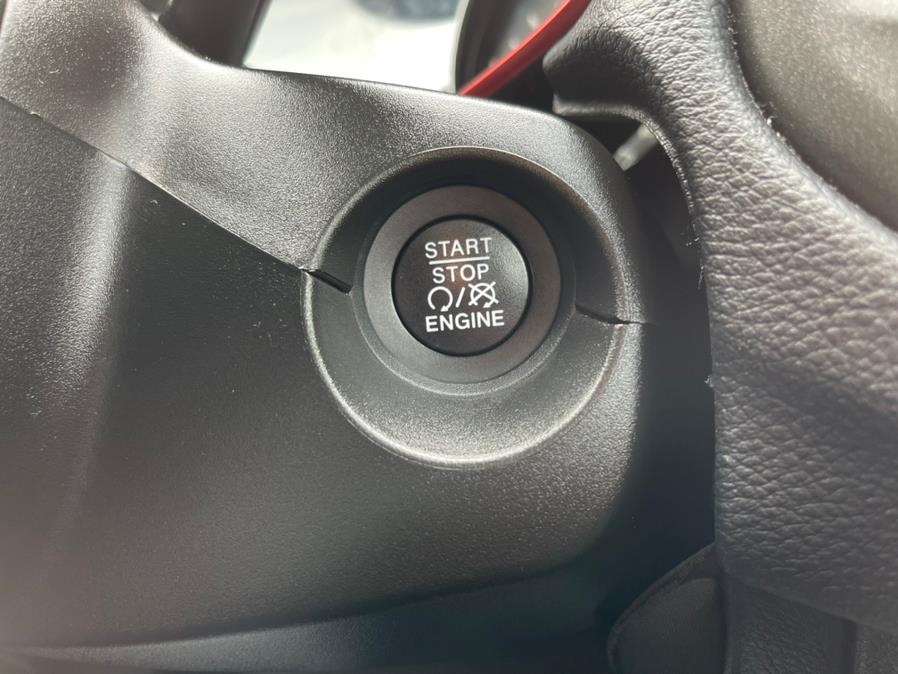 START
STOP
/
ENGINE